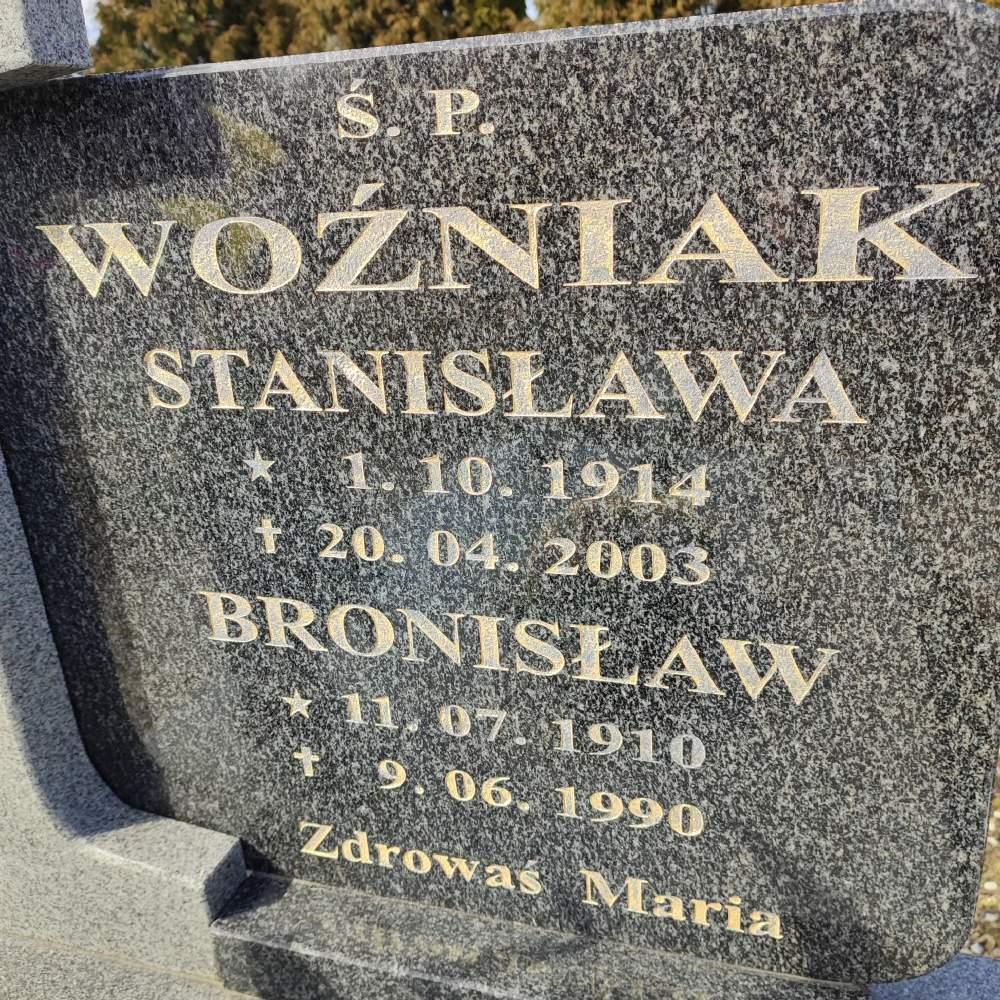 Ś. P.
WOŹNIAK
STANISŁAWA
★ 1. 10. 1914
✝ 20. 04. 2003
BRONISŁAW
★ 11. 07. 1910
✝ 9. 06. 1990
Zdrowaś Maria